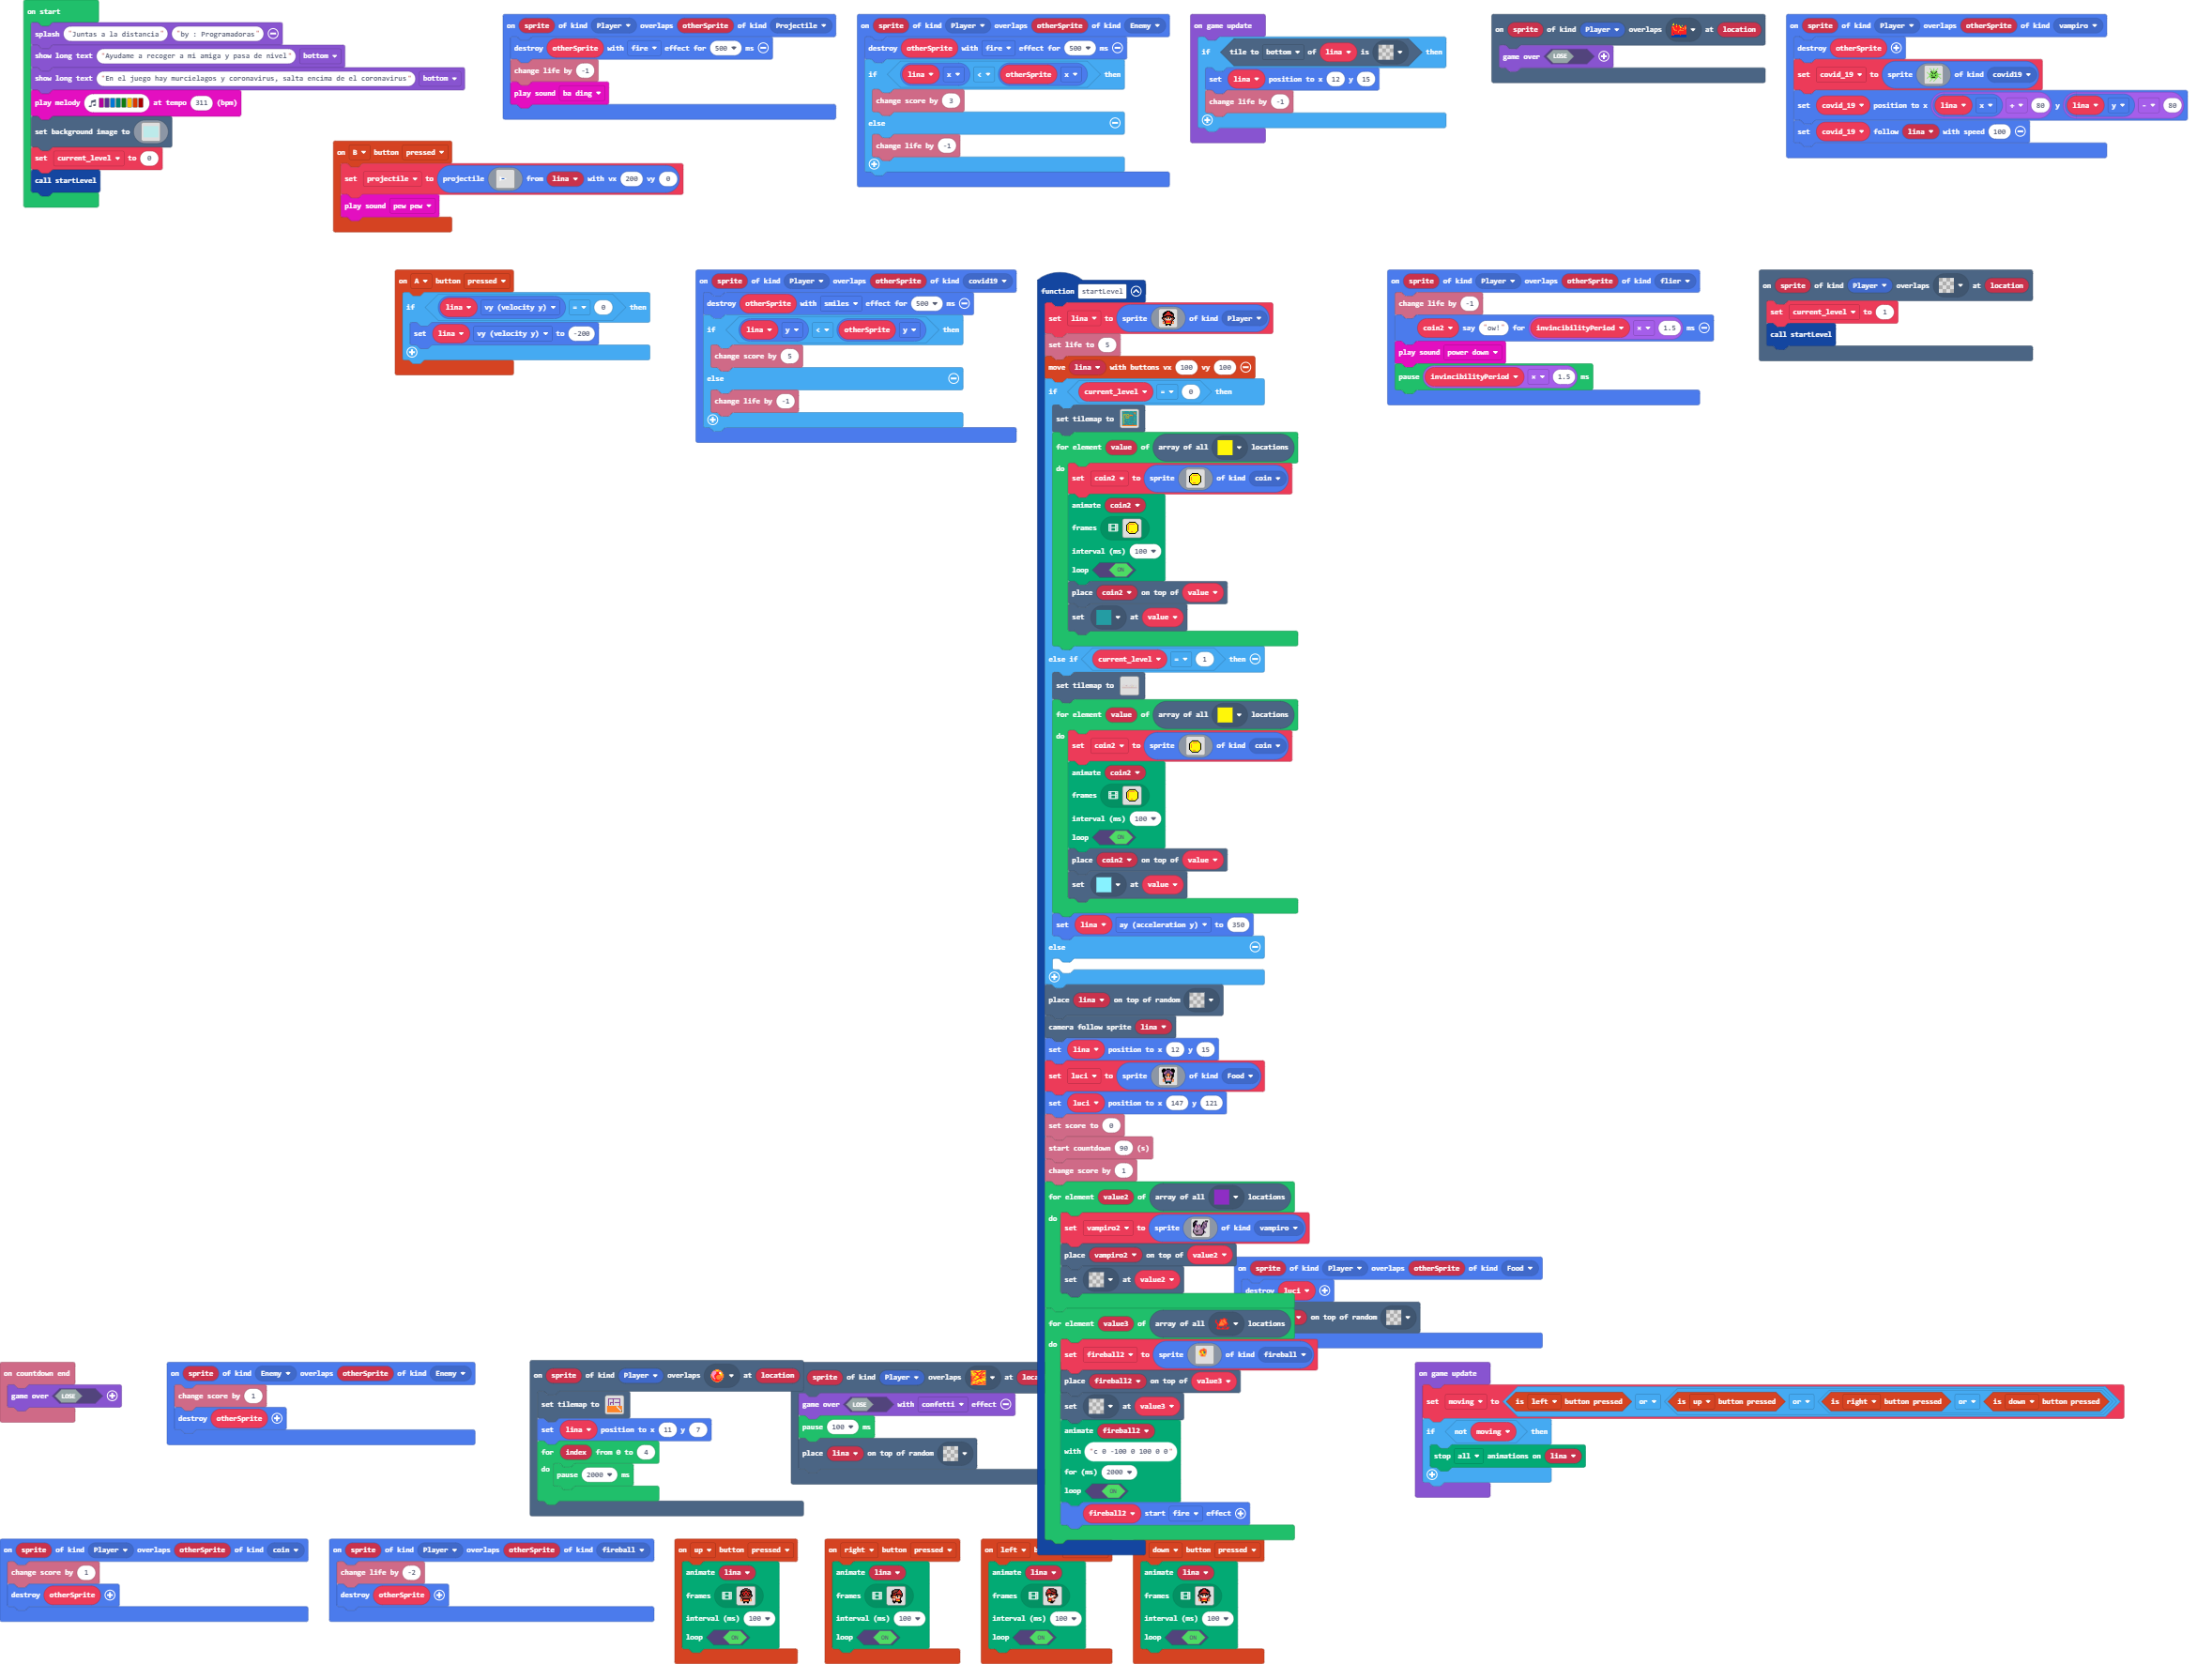 on start
splash "Juntas a la distancia" "by : Programadoras"
show long text "Ayudame a recoger a mi amiga y pasa de nivel" bottom
show long text "En el juego hay murcielagos y coronavirus, salta encima de el coronavirus" bottom
play melody at tempo 311 (bpm)
set background image to
set current_level to 0
call startLevel
on B button pressed
set projectile to projectile from lina with vx 200 vy 0
play sound pew pew
on sprite of kind Player overlaps otherSprite of kind Projectile
destroy otherSprite with fire effect for 500 ms
change life by -1
play sound ba ding
on sprite of kind Player overlaps otherSprite of kind Enemy
destroy otherSprite with fire effect for 500 ms
if lina x < otherSprite x then
change score by 3
else
change life by -1
on game update
if tile to bottom of lina is then
set lina position to x 12 y 15
change life by -1
on sprite of kind Player overlaps at location
game over LOSE
on sprite of kind Player overlaps otherSprite of kind vampiro
destroy otherSprite
set covid_19 to sprite of kind covid19
set covid_19 position to x lina x + 80 y lina y - 80
set covid_19 follow lina with speed 100
on A button pressed
if lina vy (velocity y) = 0 then
set lina vy (velocity y) to -200
on sprite of kind Player overlaps otherSprite of kind covid19
destroy otherSprite with smiles effect for 500 ms
if lina y < otherSprite y then
change score by 5
else
change life by -1
function startLevel
set lina to sprite of kind Player
set life to 5
move lina with buttons vx 100 vy 100
if current_level = 0 then
set tilemap to
for element value of array of all locations
do
set coin2 to sprite of kind coin
animate coin2
frames
interval (ms) 100
loop ON
place coin2 on top of value
set at value
else if current_level = 1 then
set tilemap to
for element value of array of all locations
do
set coin2 to sprite of kind coin
animate coin2
frames
interval (ms) 100
loop ON
place coin2 on top of value
set at value
set lina ay (acceleration y) to 350
else
place lina on top of random
camera follow sprite lina
set lina position to x 12 y 15
set luci to sprite of kind Food
set luci position to x 147 y 121
set score to 0
start countdown 90 (s)
change score by 1
for element value2 of array of all locations
do
set vampiro2 to sprite of kind vampiro
place vampiro2 on top of value2
set at value2
for element value3 of array of all locations
do
set fireball2 to sprite of kind fireball
place fireball2 on top of value3
set at value3
animate fireball2
with "c 0 -100 0 100 0 0"
for (ms) 2000
loop ON
fireball2 start fire effect
on sprite of kind Player overlaps otherSprite of kind flier
change life by -1
coin2 say "ow!" for invincibilityPeriod × 1.5 ms
play sound power down
pause invincibilityPeriod × 1.5 ms
on sprite of kind Player overlaps at location
set current_level to 1
call startLevel
on sprite of kind Player overlaps otherSprite of kind Food
destroy luci
on top of random
on countdown end
game over LOSE
on sprite of kind Enemy overlaps otherSprite of kind Enemy
change score by 1
destroy otherSprite
on sprite of kind Player overlaps at location
set tilemap to
set lina position to x 11 y 7
for index from 0 to 4
do
pause 2000 ms
sprite of kind Player overlaps at
game over LOSE with confetti effect
pause 100 ms
place lina on top of random
on game update
set moving to is left button pressed or is up button pressed or is right button pressed or is down button pressed
if not moving then
stop all animations on lina
on sprite of kind Player overlaps otherSprite of kind coin
change score by 1
destroy otherSprite
on sprite of kind Player overlaps otherSprite of kind fireball
change life by -2
destroy otherSprite
on up button pressed
animate lina
frames
interval (ms) 100
loop ON
on right button pressed
animate lina
frames
interval (ms) 100
loop ON
on left
animate lina
frames
interval (ms) 100
loop ON
down button pressed
animate lina
frames
interval (ms) 100
loop ON